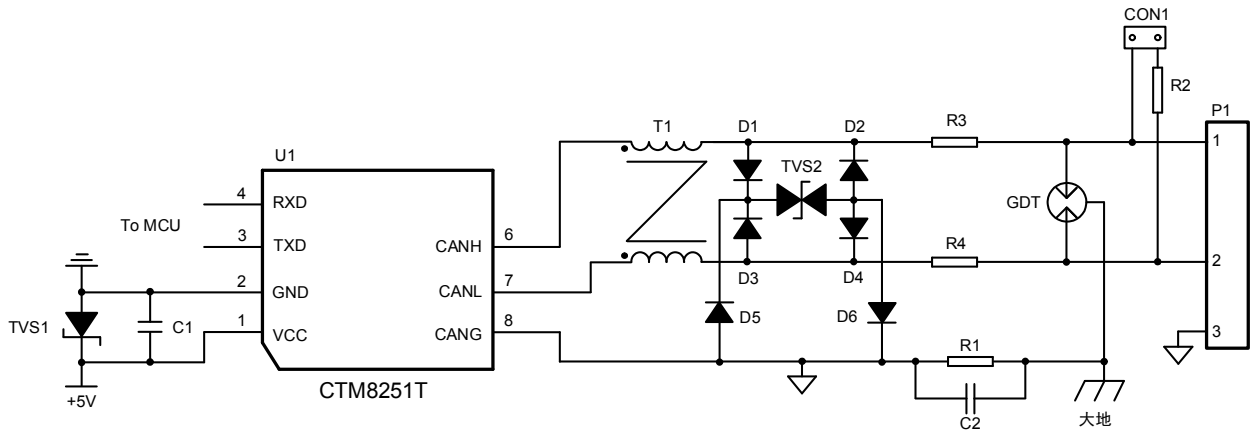 CON1
R2
P1
T1
D1
D2
R3
1
U1
TVS2
4
RXD
GDT
To MCU
3
TXD
CANH
6
R4
2
GND
CANL
7
D3
D4
2
TVS1
C1
1
VCC
CANG
8
D5
D6
R1
3
+5V
CTM8251T
C2
大地